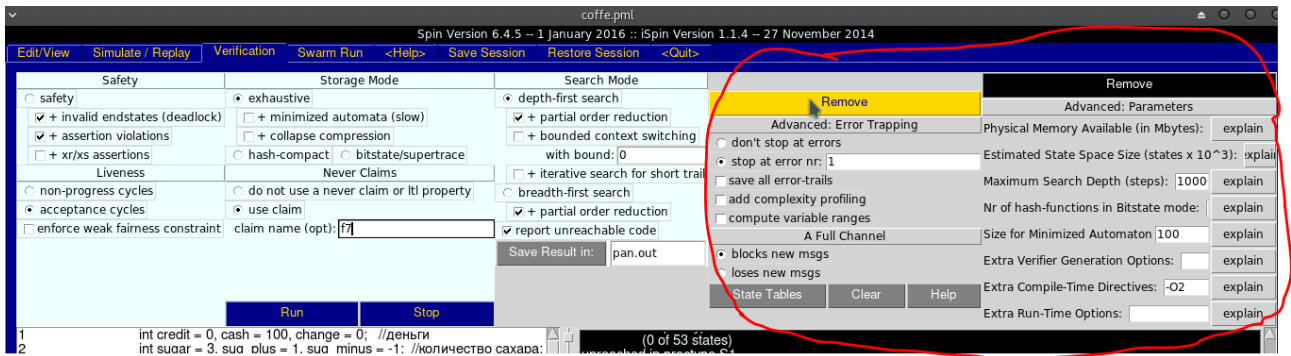 coffe.pml
Spin Version 6.4.5 -- 1 January 2016 :: iSpin Version 1.1.4 -- 27 November 2014
Edit/View Simulate / Replay Verification Swarm Run <Help> Save Session Restore Session <Quit>
Safety
safety
+ invalid endstates (deadlock)
+ assertion violations
+ xr/xs assertions
Liveness
non-progress cycles
acceptance cycles
enforce weak fairness constraint
Storage Mode
exhaustive
+ minimized automata (slow)
+ collapse compression
hash-compact bitstate/supertrace
Never Claims
do not use a never claim or ltl property
use claim
claim name (opt): f7
Run Stop
Search Mode
depth-first search
+ partial order reduction
+ bounded context switching
with bound: 0
+ iterative search for short trail
breadth-first search
+ partial order reduction
report unreachable code
Save Result in: pan.out
Remove
Advanced: Error Trapping
don't stop at errors
stop at error nr: 1
save all error-trails
add complexity profiling
compute variable ranges
A Full Channel
blocks new msgs
loses new msgs
State Tables Clear Help
Remove
Advanced: Parameters
Physical Memory Available (in Mbytes): explain
Estimated State Space Size (states x 10^3): explain
Maximum Search Depth (steps): 1000 explain
Nr of hash-functions in Bitstate mode: explain
Size for Minimized Automaton 100 explain
Extra Verifier Generation Options: explain
Extra Compile-Time Directives: -O2 explain
Extra Run-Time Options: explain
1 int credit = 0, cash = 100, change = 0; //деньги
2 int sugar = 3, sug_plus = 1, sug_minus = -1; //количество сахара;
(0 of 53 states)
unreached in proctype S1